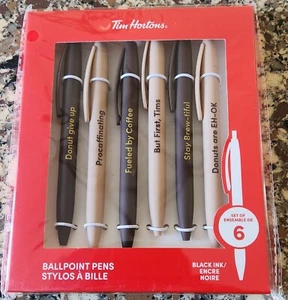 Tim Hortons
Donut give up
Procaffinating
Fueled by Coffee
But First, Tims
Stay Brew-tiful
Donuts are EH-OK
SET OF
ENSEMBLE DE
6
BALLPOINT PENS
STYLOS À BILLE
BLACK INK/
ENCRE
NOIRE